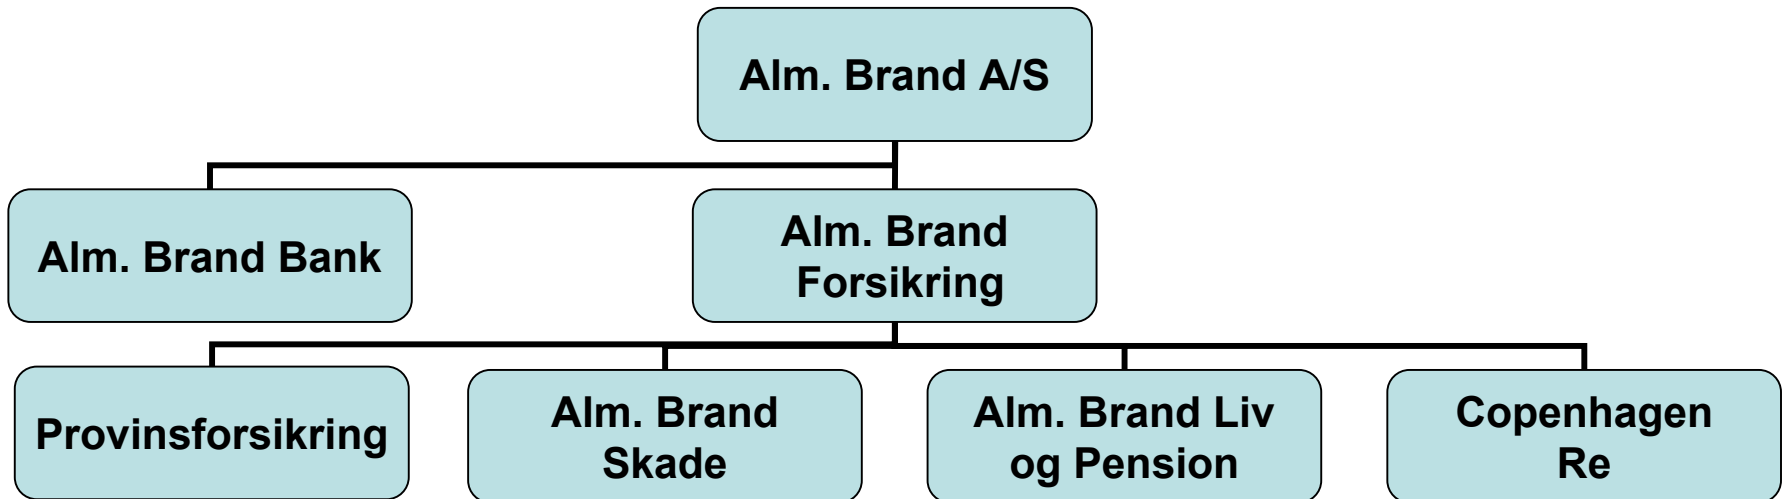 Alm. Brand A/S
Alm. Brand Bank
Alm. Brand
Forsikring
Provinsforsikring
Alm. Brand
Skade
Alm. Brand Liv
og Pension
Copenhagen
Re